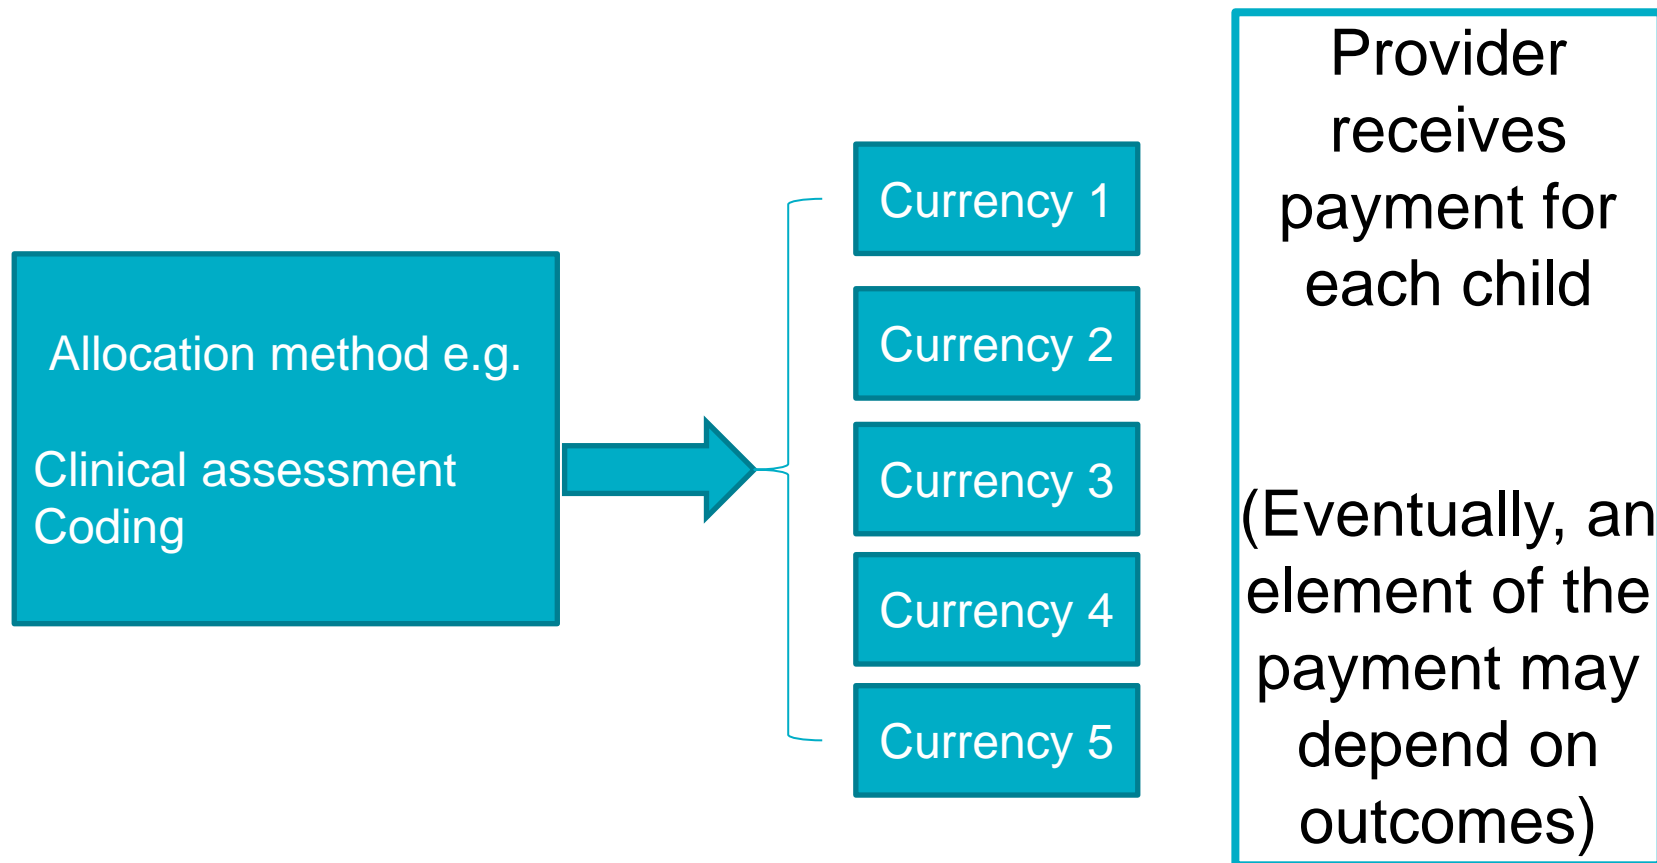 Allocation method e.g.
Clinical assessment
Coding
Currency 1
Currency 2
Currency 3
Currency 4
Currency 5
Provider
receives
payment for
each child
(Eventually, an
element of the
payment may
depend on
outcomes)